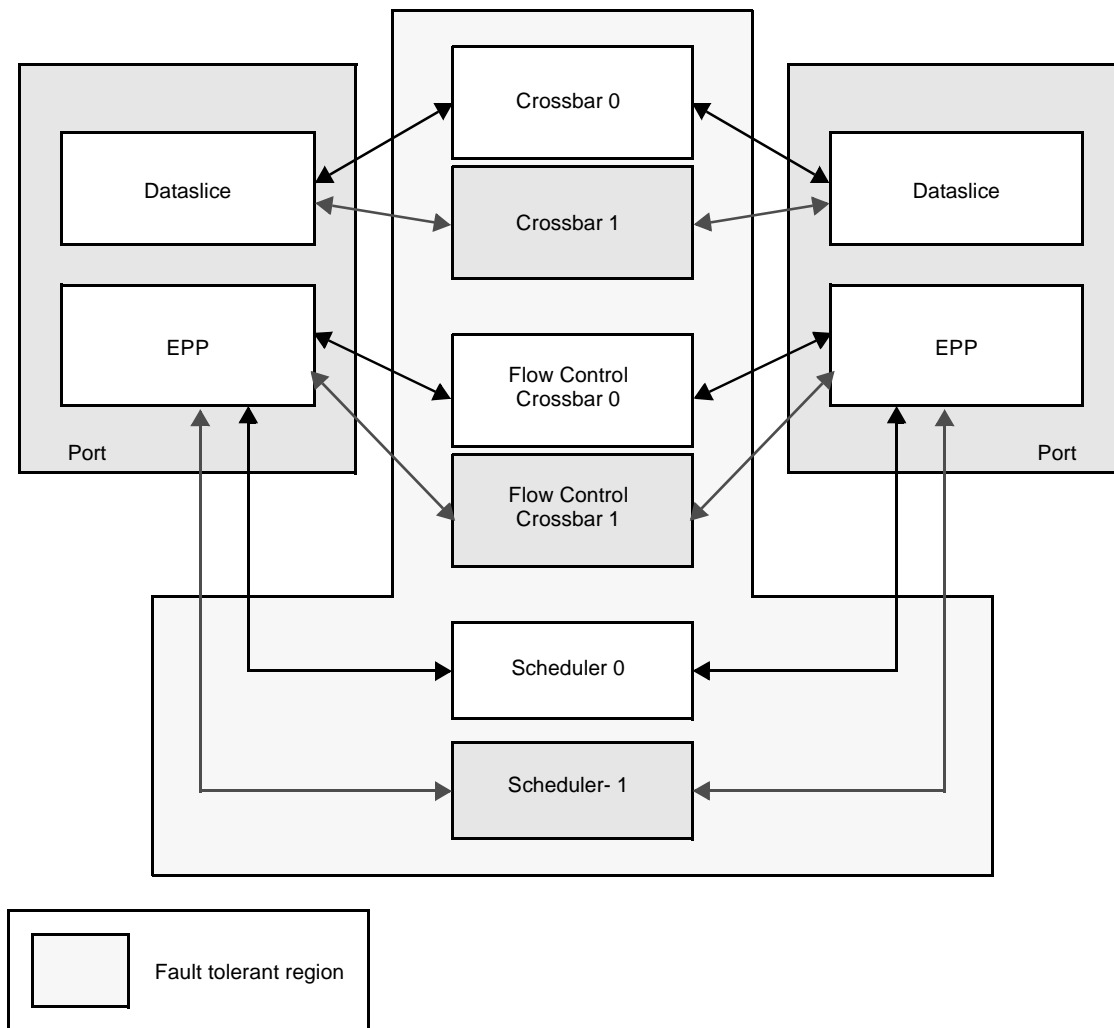 Crossbar 0
Dataslice
Dataslice
Crossbar 1
EPP
EPP
Flow Control
Crossbar 0
Port
Port
Flow Control
Crossbar 1
Scheduler 0
Scheduler- 1
Fault tolerant region